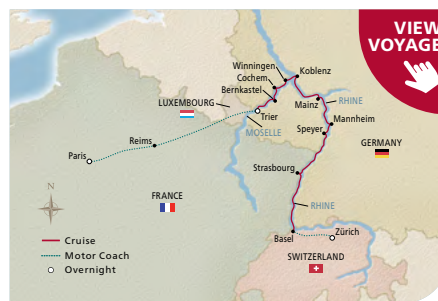 VIEW
VOYAGE
Winningen
Cochem
Koblenz
Bernkastel
LUXEMBOURG
Mainz
RHINE
Trier
MOSELLE
Mannheim
Speyer
Reims
GERMANY
Paris
Strasbourg
FRANCE
RHINE
N
Basel
Zürich
Cruise
Motor Coach
Overnight
SWITZERLAND